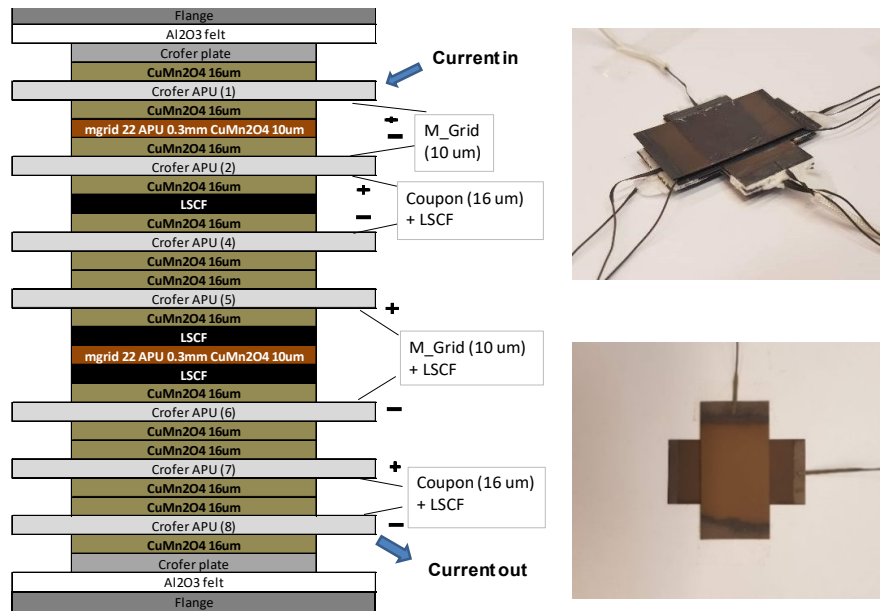 Flange
Al2O3 felt
Crofer plate
CuMn2O4 16um
Crofer APU (1)
CuMn2O4 16um
mgrid 22 APU 0.3mm CuMn2O4 10um
CuMn2O4 16um
Crofer APU (2)
CuMn2O4 16um
LSCF
CuMn2O4 16um
Crofer APU (4)
CuMn2O4 16um
CuMn2O4 16um
Crofer APU (5)
CuMn2O4 16um
LSCF
mgrid 22 APU 0.3mm CuMn2O4 10um
LSCF
CuMn2O4 16um
Crofer APU (6)
CuMn2O4 16um
CuMn2O4 16um
Crofer APU (7)
CuMn2O4 16um
CuMn2O4 16um
Crofer APU (8)
CuMn2O4 16um
Crofer plate
Al2O3 felt
Flange
Current in
+
−
M_Grid
(10 um)
+
−
Coupon (16 um)
+ LSCF
+
M_Grid (10 um)
+ LSCF
−
+
Coupon (16 um)
+ LSCF
−
Current out